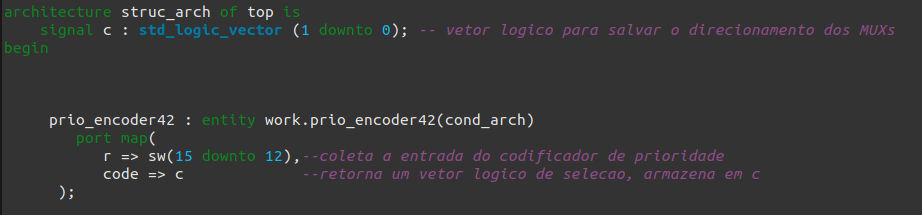 architecture struc_arch of top is
signal c : std_logic_vector (1 downto 0); -- vetor logico para salvar o direcionamento dos MUXs
begin
prio_encoder42 : entity work.prio_encoder42(cond_arch)
port map(
r => sw(15 downto 12),--coleta a entrada do codificador de prioridade
code => c --retorna um vetor logico de selecao, armazena em c
);